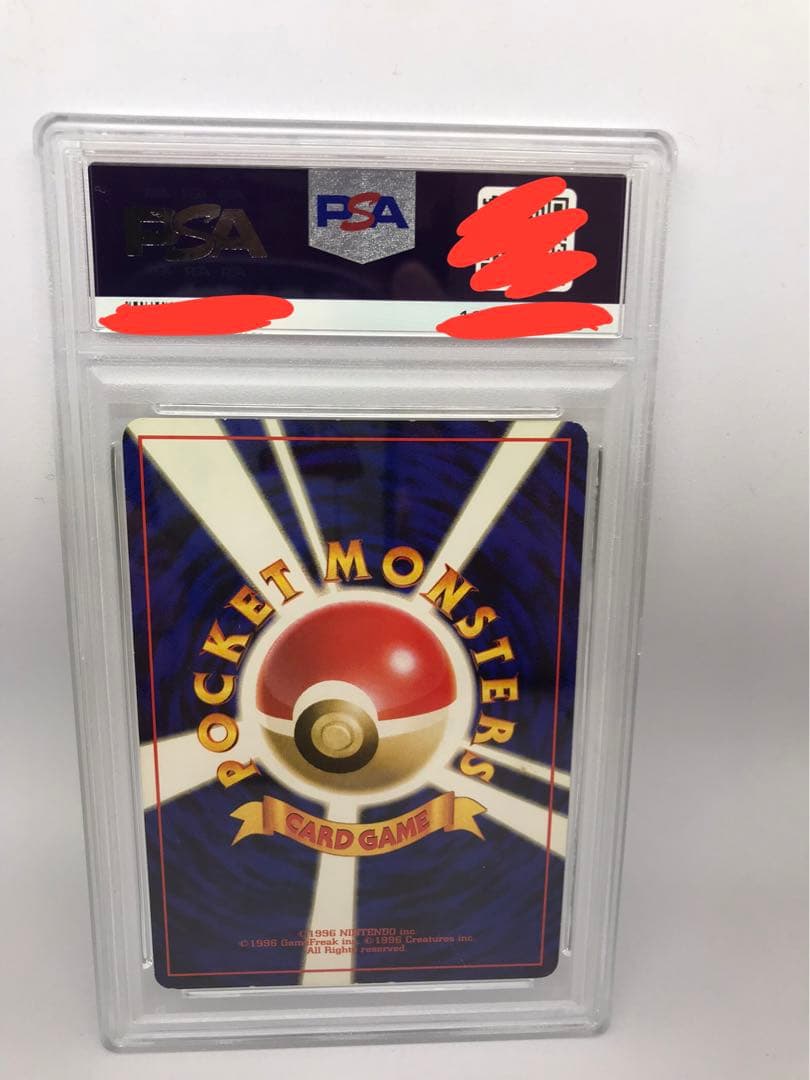 PSA
PSA
POCKET MONSTERS
CARD GAME
©1996 NINTENDO inc.
©1996 GameFreak inc. ©1996 Creatures inc.
All Rights reserved.